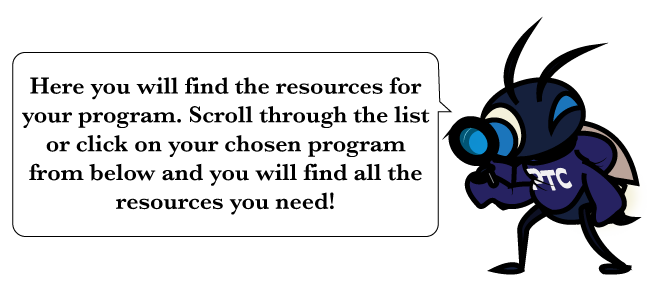 Here you will find the resources for
your program. Scroll through the list
or click on your chosen program
from below and you will find all the
resources you need!
PTC